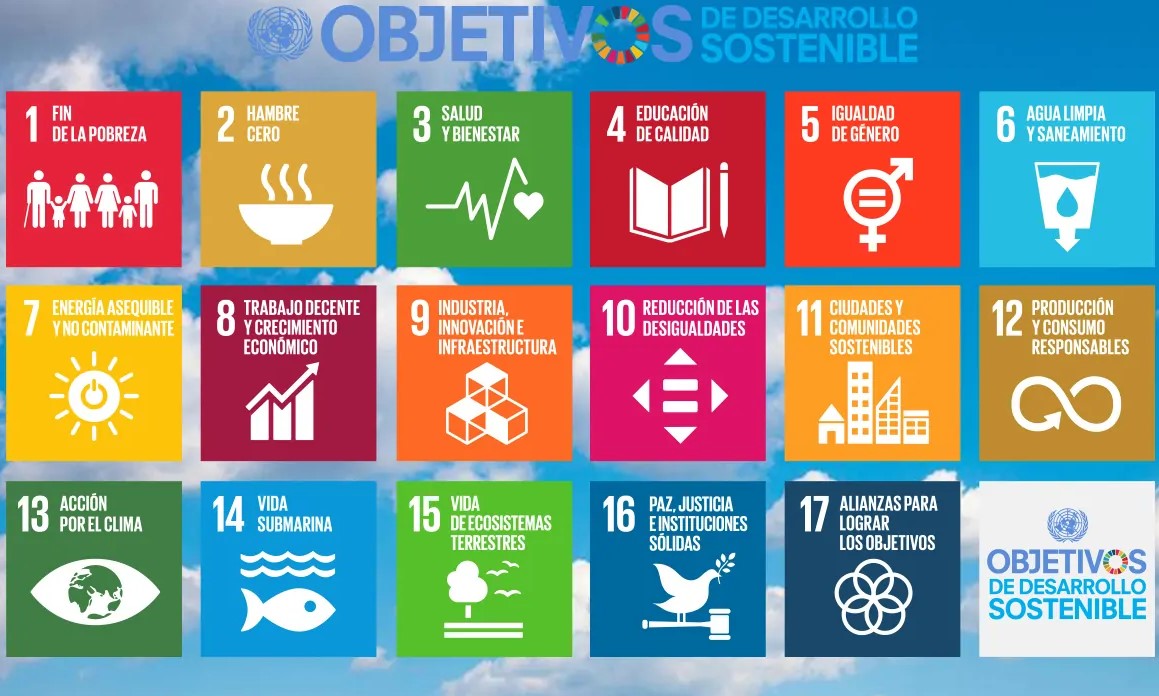 OBJETIVOS DE DESARROLLO
SOSTENIBLE
1 FIN
DE LA POBREZA
2 HAMBRE
CERO
3 SALUD
Y BIENESTAR
4 EDUCACIÓN
DE CALIDAD
5 IGUALDAD
DE GÉNERO
6 AGUA LIMPIA
Y SANEAMIENTO
7 ENERGÍA ASEQUIBLE
Y NO CONTAMINANTE
8 TRABAJO DECENTE
Y CRECIMIENTO
ECONÓMICO
9 INDUSTRIA,
INNOVACIÓN E
INFRAESTRUCTURA
10 REDUCCIÓN DE LAS
DESIGUALDADES
11 CIUDADES Y
COMUNIDADES
SOSTENIBLES
12 PRODUCCIÓN
Y CONSUMO
RESPONSABLES
13 ACCIÓN
POR EL CLIMA
14 VIDA
SUBMARINA
15 VIDA
DE ECOSISTEMAS
TERRESTRES
16 PAZ, JUSTICIA
E INSTITUCIONES
SÓLIDAS
17 ALIANZAS PARA
LOGRAR
LOS OBJETIVOS
OBJETIVOS
DE DESARROLLO
SOSTENIBLE